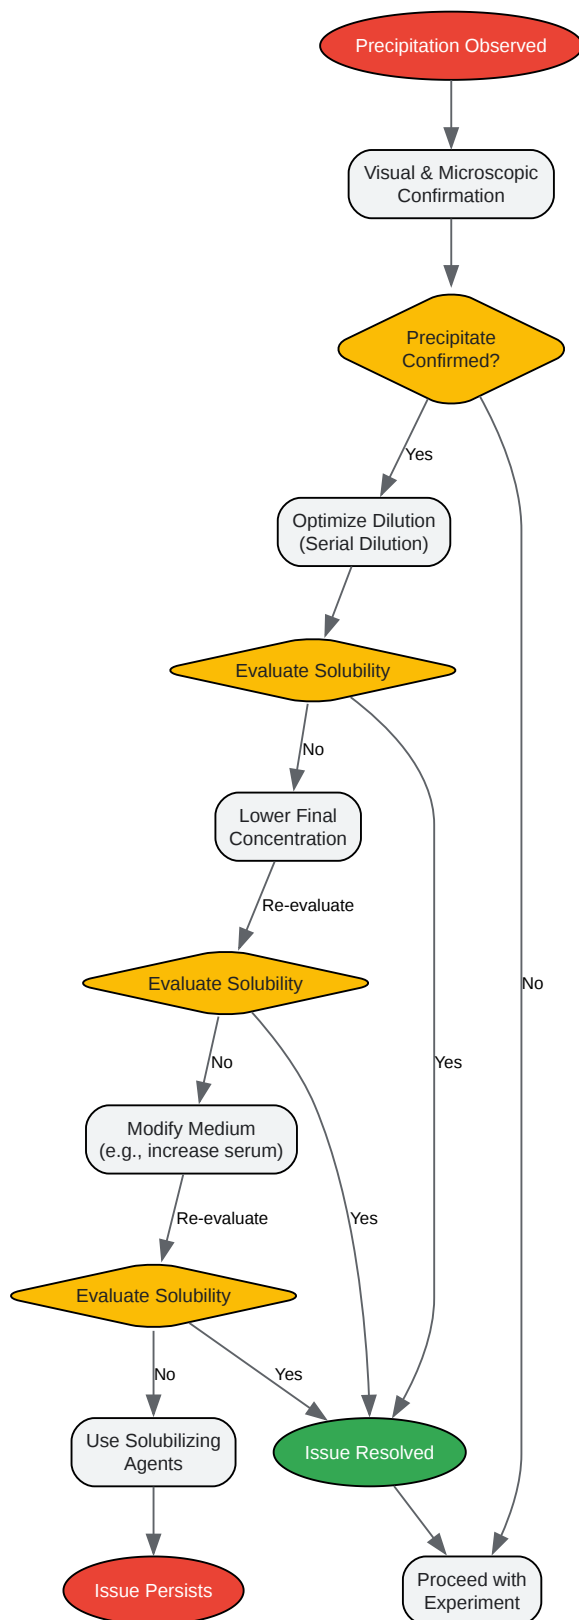 Precipitation Observed
Visual & Microscopic
Confirmation
Precipitate
Confirmed?
Yes
Optimize Dilution
(Serial Dilution)
Evaluate Solubility
No
Lower Final
Concentration
Re-evaluate
Evaluate Solubility
No
No
Yes
Modify Medium
(e.g., increase serum)
Re-evaluate
Yes
Evaluate Solubility
No
Yes
Use Solubilizing
Agents
Issue Resolved
Issue Persists
Proceed with
Experiment